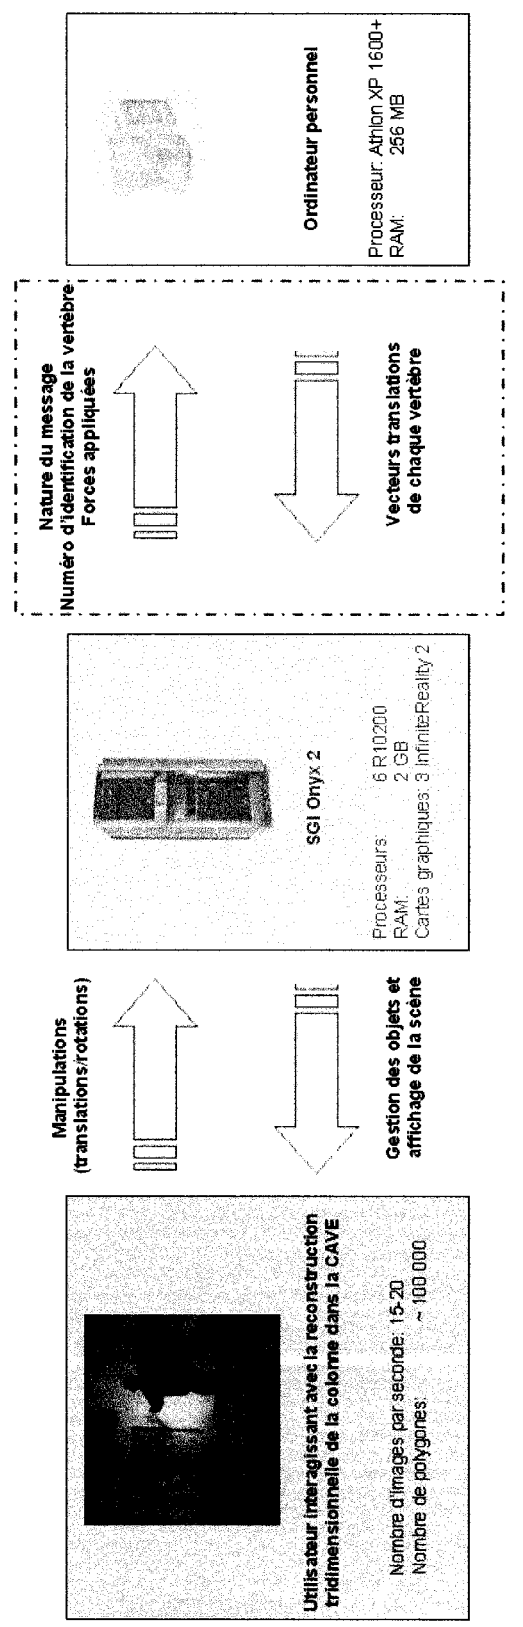 Utilisateur interagissant avec la reconstruction
tridimensionnelle de la colonne dans la CAVE
Nombre d'images par seconde: 15-20
Nombre de polygones: ~ 100 000
Manipulations
(translations/rotations)
Gestion des objets et
affichage de la scène
SGI Onyx 2
Processeurs: 6 R10200
RAM: 2 GB
Cartes graphiques: 3 InfiniteReality 2
Nature du message
Numéro d'identification de la vertèbre
Forces appliquées
Vecteurs translations
de chaque vertèbre
Ordinateur personnel
Processeur: Athlon XP 1600+
RAM: 256 MB